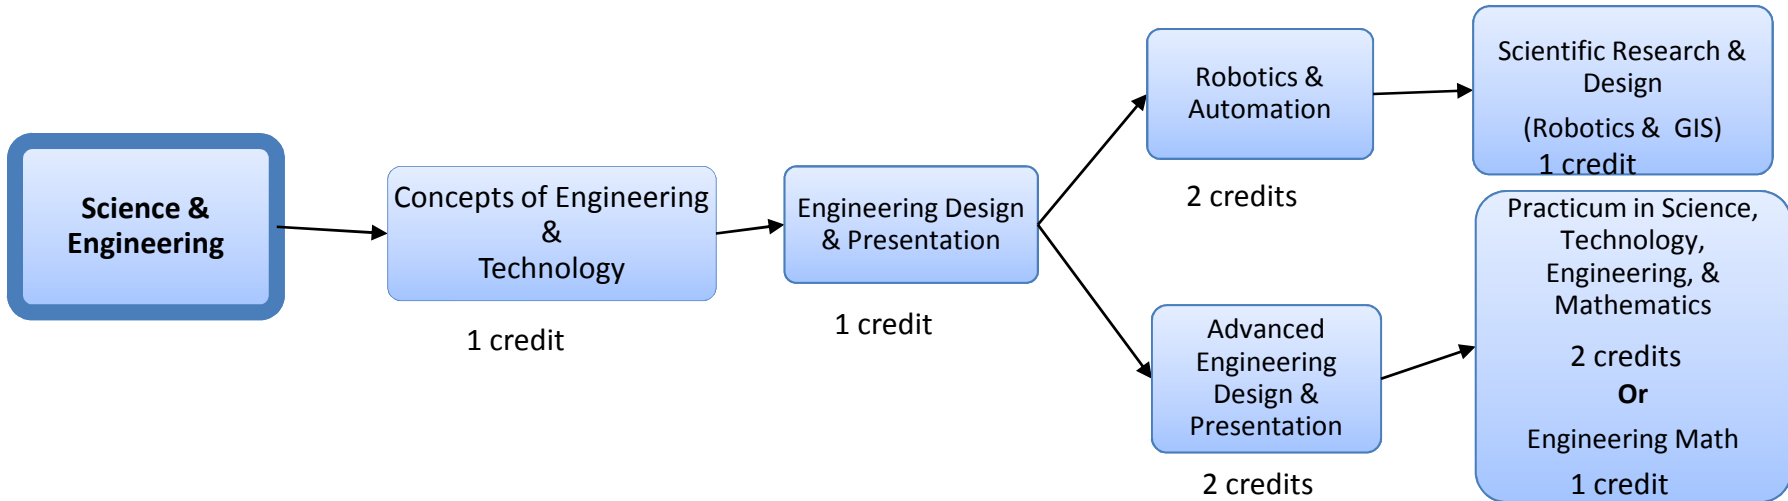 Science &
Engineering
Concepts of Engineering
&
Technology
1 credit
Engineering Design
& Presentation
1 credit
Robotics &
Automation
2 credits
Scientific Research &
Design
(Robotics & GIS)
1 credit
Advanced
Engineering
Design &
Presentation
2 credits
Practicum in Science,
Technology,
Engineering, &
Mathematics
2 credits
Or
Engineering Math
1 credit